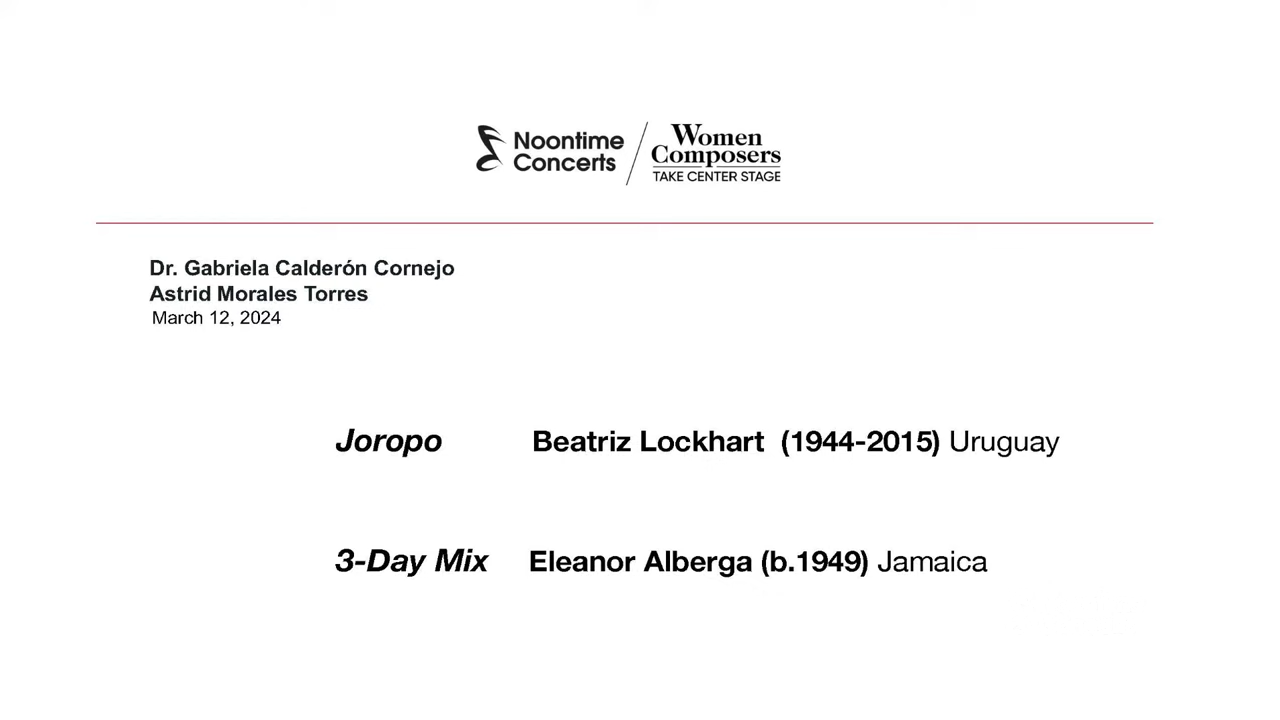 Noontime Concerts
Women Composers
TAKE CENTER STAGE
Dr. Gabriela Calderón Cornejo
Astrid Morales Torres
March 12, 2024
Joropo Beatriz Lockhart (1944-2015) Uruguay
3-Day Mix Eleanor Alberga (b.1949) Jamaica